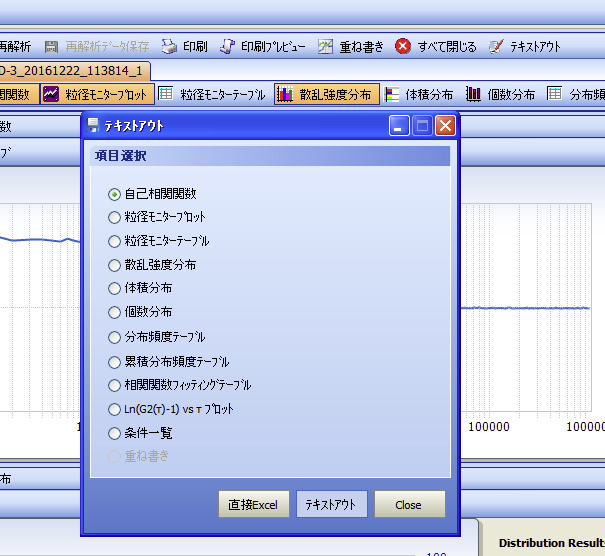 再解析 再解析データ保存 印刷 印刷プレビュー 重ね書き すべて閉じる テキストアウト
D-3_20161222_113814_1
関関数 粒径モニタープロット 粒径モニターテーブル 散乱強度分布 体積分布 個数分布 分布頻
数
テキストアウト
項目選択
自己相関関数
粒径モニタープロット
粒径モニターテーブル
散乱強度分布
体積分布
個数分布
分布頻度テーブル
累積分布頻度テーブル
相関関数フィッティングテーブル
Ln(G2(τ)-1) vs τ プロット
条件一覧
重ね書き
100000 100000
布
直接Excel テキストアウト Close
100
Distribution Results